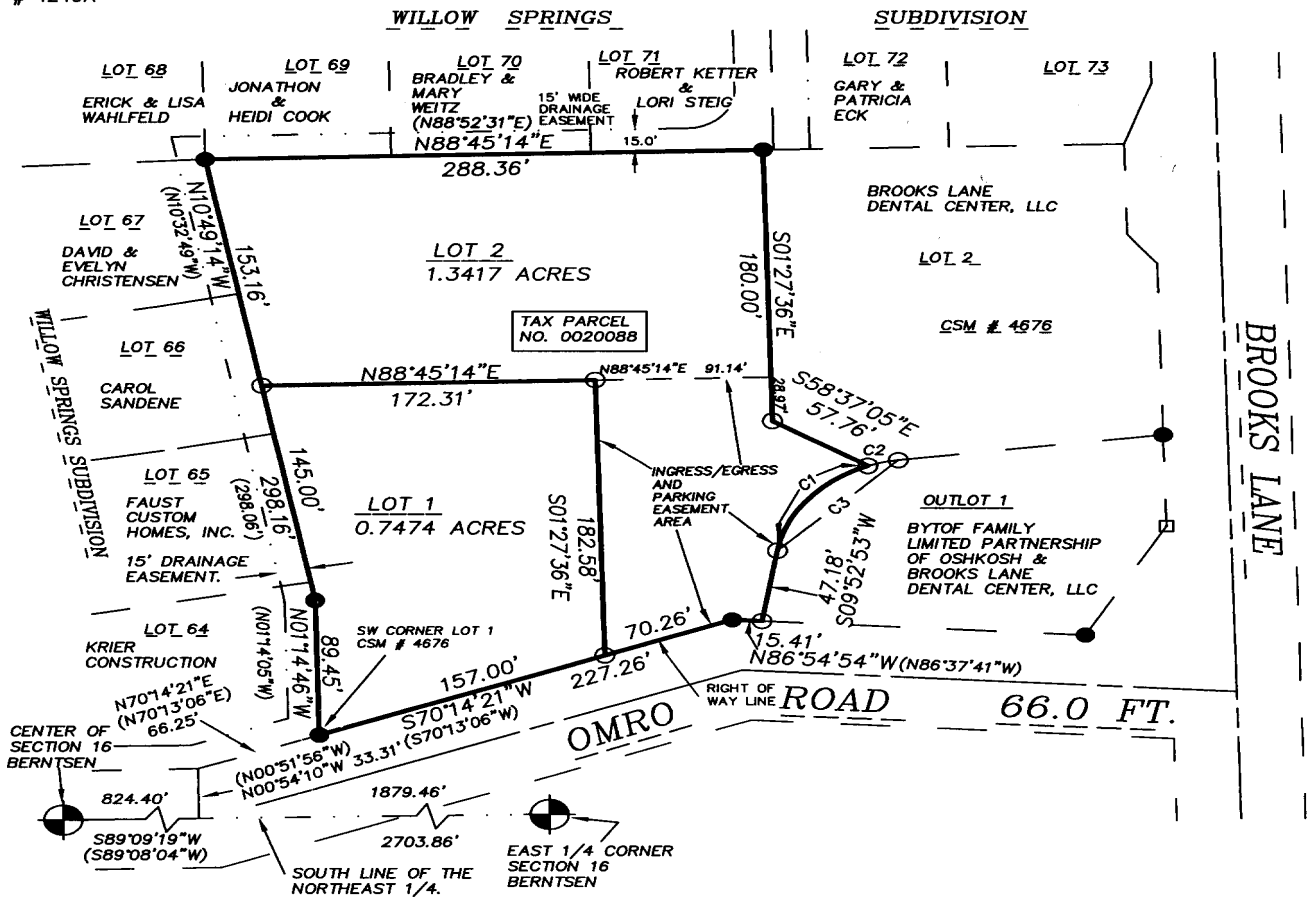 WILLOW SPRINGS SUBDIVISION
LOT 68
ERICK & LISA
WAHLFELD
LOT 69
JONATHON
&
HEIDI COOK
LOT 70
BRADLEY &
MARY
WEITZ
(N88°52'31"E)
N88°45'14"E
288.36'
15' WIDE
DRAINAGE
EASEMENT
LOT 71
ROBERT KETTER
&
LORI STEIG
15.0'
LOT 72
GARY &
PATRICIA
ECK
LOT 73
BROOKS LANE
DENTAL CENTER, LLC
LOT 2
CSM # 4676
LOT 67
DAVID &
EVELYN
CHRISTENSEN
N10°49'14"W
(N10°32'49"W)
153.16'
LOT 2
1.3417 ACRES
S01°27'36"E
180.00'
TAX PARCEL
NO. 0020088
LOT 66
CAROL
SANDENE
WILLOW SPRINGS SUBDIVISION
N88°45'14"E
172.31'
N88°45'14"E 91.14'
28.97'
S58°37'05"E
57.76'
C2
C1
C3
BROOKS LANE
LOT 65
FAUST
CUSTOM
HOMES, INC.
15' DRAINAGE
EASEMENT.
145.00'
298.16'
(298.06')
LOT 1
0.7474 ACRES
S01°27'36"E
182.58'
INGRESS/EGRESS
AND
PARKING
EASEMENT
AREA
OUTLOT 1
BYTOF FAMILY
LIMITED PARTNERSHIP
OF OSHKOSH &
BROOKS LANE
DENTAL CENTER, LLC
47.18'
S09°52'53"W
LOT 64
KRIER
CONSTRUCTION
N01°14'46"W
(N01°14'05"W)
89.45'
SW CORNER LOT 1
CSM # 4676
70.26'
15.41'
N86°54'54"W(N86°37'41"W)
157.00'
227.26'
S70°14'21"W
(S70°13'06"W)
RIGHT OF
WAY LINE
OMRO ROAD 66.0 FT.
N70°14'21"E
(N70°13'06"E)
66.25'
CENTER OF
SECTION 16
BERNTSEN
(N00°51'56"W)
N00°54'10"W 33.31'
824.40'
S89°09'19"W
(S89°08'04"W)
1879.46'
2703.86'
SOUTH LINE OF THE
NORTHEAST 1/4.
EAST 1/4 CORNER
SECTION 16
BERNTSEN